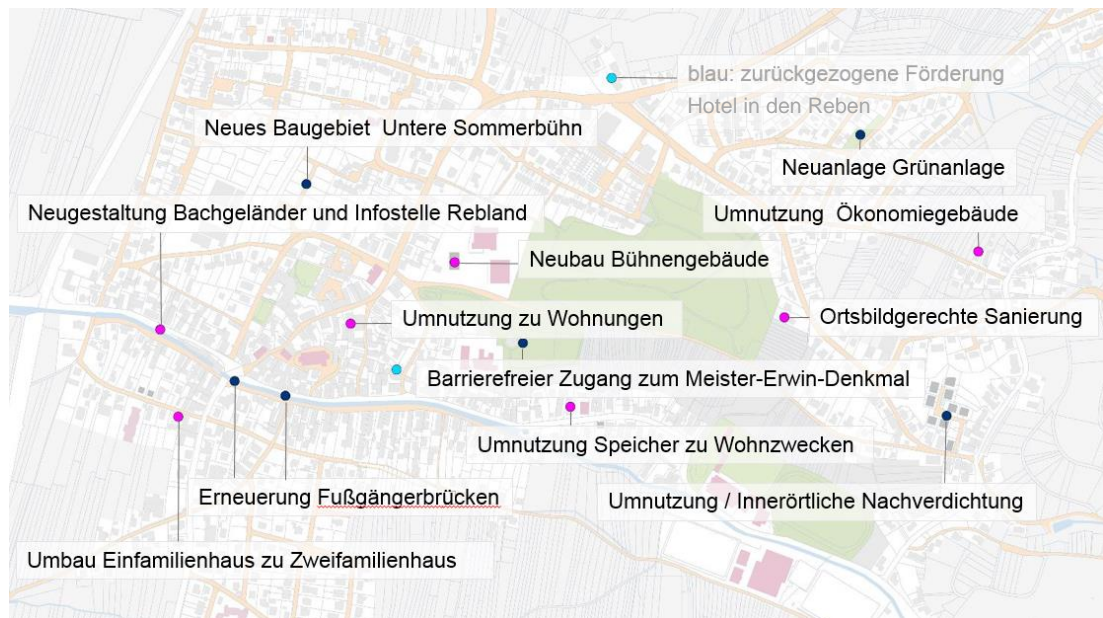 blau: zurückgezogene Förderung
Hotel in den Reben
Neues Baugebiet Untere Sommerbühn
Neuanlage Grünanlage
Neugestaltung Bachgeländer und Infostelle Rebland
Umnutzung Ökonomiegebäude
Neubau Bühnengebäude
Umnutzung zu Wohnungen
Ortsbildgerechte Sanierung
Barrierefreier Zugang zum Meister-Erwin-Denkmal
Umnutzung Speicher zu Wohnzwecken
Erneuerung Fußgängerbrücken
Umnutzung / Innerörtliche Nachverdichtung
Umbau Einfamilienhaus zu Zweifamilienhaus